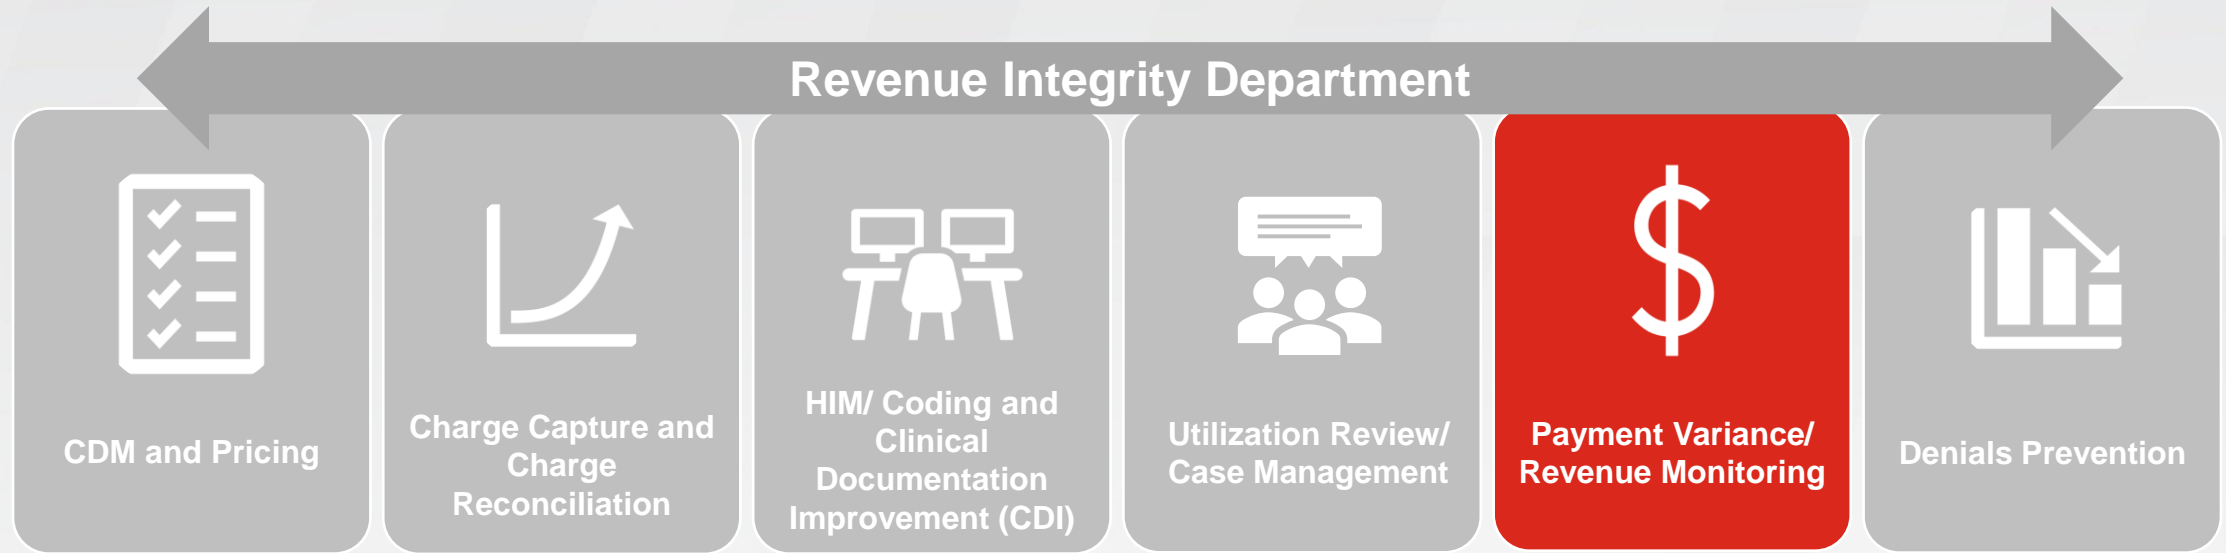 Revenue Integrity Department
CDM and Pricing
Charge Capture and
Charge
Reconciliation
HIM/ Coding and
Clinical
Documentation
Improvement (CDI)
Utilization Review/
Case Management
Payment Variance/
Revenue Monitoring
Denials Prevention